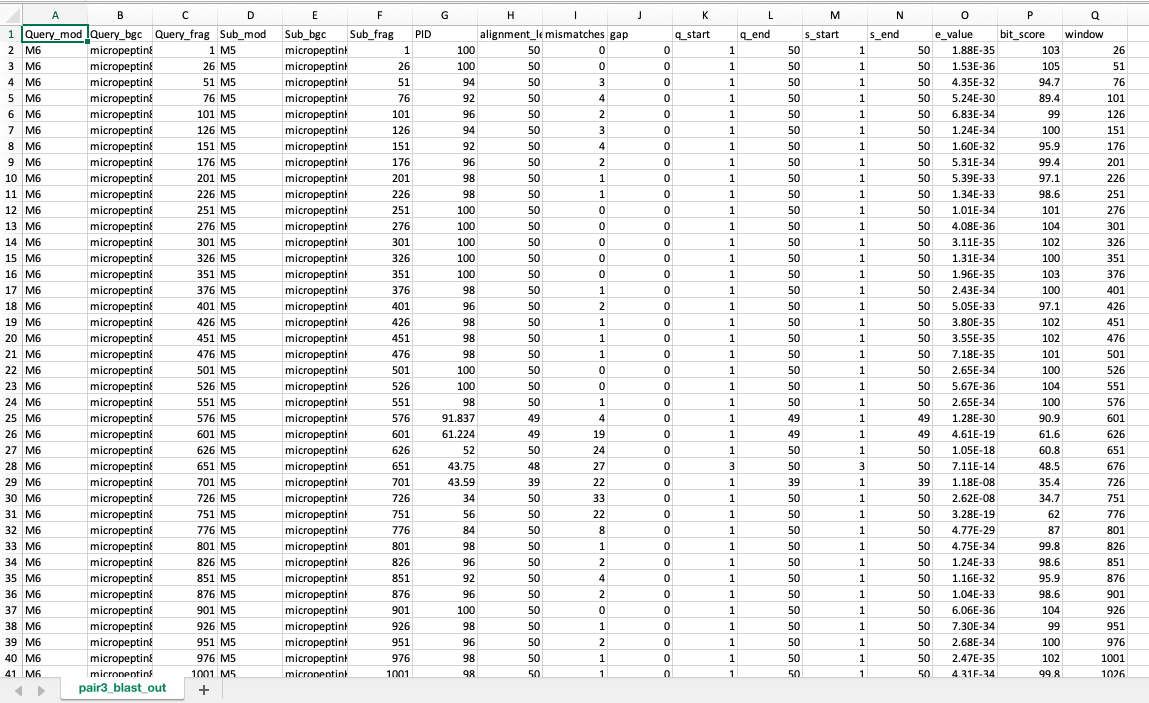 A B C D E F G H I J K L M N O P Q
1 Query_mod Query_bgc Query_frag Sub_mod Sub_bgc Sub_frag PID alignment_le mismatches gap q_start q_end s_start s_end e_value bit_score window
2 M6 micropeptin8 1 M5 micropeptinK 1 100 50 0 0 1 50 1 50 1.88E-35 103 26
3 M6 micropeptin8 26 M5 micropeptinK 26 100 50 0 0 1 50 1 50 1.53E-36 105 51
4 M6 micropeptin8 51 M5 micropeptinK 51 94 50 3 0 1 50 1 50 4.35E-32 94.7 76
5 M6 micropeptin8 76 M5 micropeptinK 76 92 50 4 0 1 50 1 50 5.24E-30 89.4 101
6 M6 micropeptin8 101 M5 micropeptinK 101 96 50 2 0 1 50 1 50 6.83E-34 99 126
7 M6 micropeptin8 126 M5 micropeptinK 126 94 50 3 0 1 50 1 50 1.24E-34 100 151
8 M6 micropeptin8 151 M5 micropeptinK 151 92 50 4 0 1 50 1 50 1.60E-32 95.9 176
9 M6 micropeptin8 176 M5 micropeptinK 176 96 50 2 0 1 50 1 50 5.31E-34 99.4 201
10 M6 micropeptin8 201 M5 micropeptinK 201 98 50 1 0 1 50 1 50 5.39E-33 97.1 226
11 M6 micropeptin8 226 M5 micropeptinK 226 98 50 1 0 1 50 1 50 1.34E-33 98.6 251
12 M6 micropeptin8 251 M5 micropeptinK 251 100 50 0 0 1 50 1 50 1.01E-34 101 276
13 M6 micropeptin8 276 M5 micropeptinK 276 100 50 0 0 1 50 1 50 4.08E-36 104 301
14 M6 micropeptin8 301 M5 micropeptinK 301 100 50 0 0 1 50 1 50 3.11E-35 102 326
15 M6 micropeptin8 326 M5 micropeptinK 326 100 50 0 0 1 50 1 50 1.31E-34 100 351
16 M6 micropeptin8 351 M5 micropeptinK 351 100 50 0 0 1 50 1 50 1.96E-35 103 376
17 M6 micropeptin8 376 M5 micropeptinK 376 98 50 1 0 1 50 1 50 2.43E-34 100 401
18 M6 micropeptin8 401 M5 micropeptinK 401 96 50 2 0 1 50 1 50 5.05E-33 97.1 426
19 M6 micropeptin8 426 M5 micropeptinK 426 98 50 1 0 1 50 1 50 3.80E-35 102 451
20 M6 micropeptin8 451 M5 micropeptinK 451 98 50 1 0 1 50 1 50 3.55E-35 102 476
21 M6 micropeptin8 476 M5 micropeptinK 476 98 50 1 0 1 50 1 50 7.18E-35 101 501
22 M6 micropeptin8 501 M5 micropeptinK 501 100 50 0 0 1 50 1 50 2.65E-34 100 526
23 M6 micropeptin8 526 M5 micropeptinK 526 100 50 0 0 1 50 1 50 5.67E-36 104 551
24 M6 micropeptin8 551 M5 micropeptinK 551 98 50 1 0 1 50 1 50 2.65E-34 100 576
25 M6 micropeptin8 576 M5 micropeptinK 576 91.837 49 4 0 1 49 1 49 1.28E-30 90.9 601
26 M6 micropeptin8 601 M5 micropeptinK 601 61.224 49 19 0 1 49 1 49 4.61E-19 61.6 626
27 M6 micropeptin8 626 M5 micropeptinK 626 52 50 24 0 1 50 1 50 1.05E-18 60.8 651
28 M6 micropeptin8 651 M5 micropeptinK 651 43.75 48 27 0 3 50 3 50 7.11E-14 48.5 676
29 M6 micropeptin8 701 M5 micropeptinK 701 43.59 39 22 0 1 39 1 39 1.18E-08 35.4 726
30 M6 micropeptin8 726 M5 micropeptinK 726 34 50 33 0 1 50 1 50 2.62E-08 34.7 751
31 M6 micropeptin8 751 M5 micropeptinK 751 56 50 22 0 1 50 1 50 3.28E-19 62 776
32 M6 micropeptin8 776 M5 micropeptinK 776 84 50 8 0 1 50 1 50 4.77E-29 87 801
33 M6 micropeptin8 801 M5 micropeptinK 801 98 50 1 0 1 50 1 50 4.75E-34 99.8 826
34 M6 micropeptin8 826 M5 micropeptinK 826 96 50 2 0 1 50 1 50 1.24E-33 98.6 851
35 M6 micropeptin8 851 M5 micropeptinK 851 92 50 4 0 1 50 1 50 1.16E-32 95.9 876
36 M6 micropeptin8 876 M5 micropeptinK 876 96 50 2 0 1 50 1 50 1.04E-33 98.6 901
37 M6 micropeptin8 901 M5 micropeptinK 901 100 50 0 0 1 50 1 50 6.06E-36 104 926
38 M6 micropeptin8 926 M5 micropeptinK 926 98 50 1 0 1 50 1 50 7.30E-34 99 951
39 M6 micropeptin8 951 M5 micropeptinK 951 96 50 2 0 1 50 1 50 2.68E-34 100 976
40 M6 micropeptin8 976 M5 micropeptinK 976 98 50 1 0 1 50 1 50 2.47E-35 102 1001
41 M6 micropeptin8 1001 M5 micropeptinK 1001 98 50 1 0 1 50 1 50 4.31E-34 99.8 1026
pair3_blast_out +